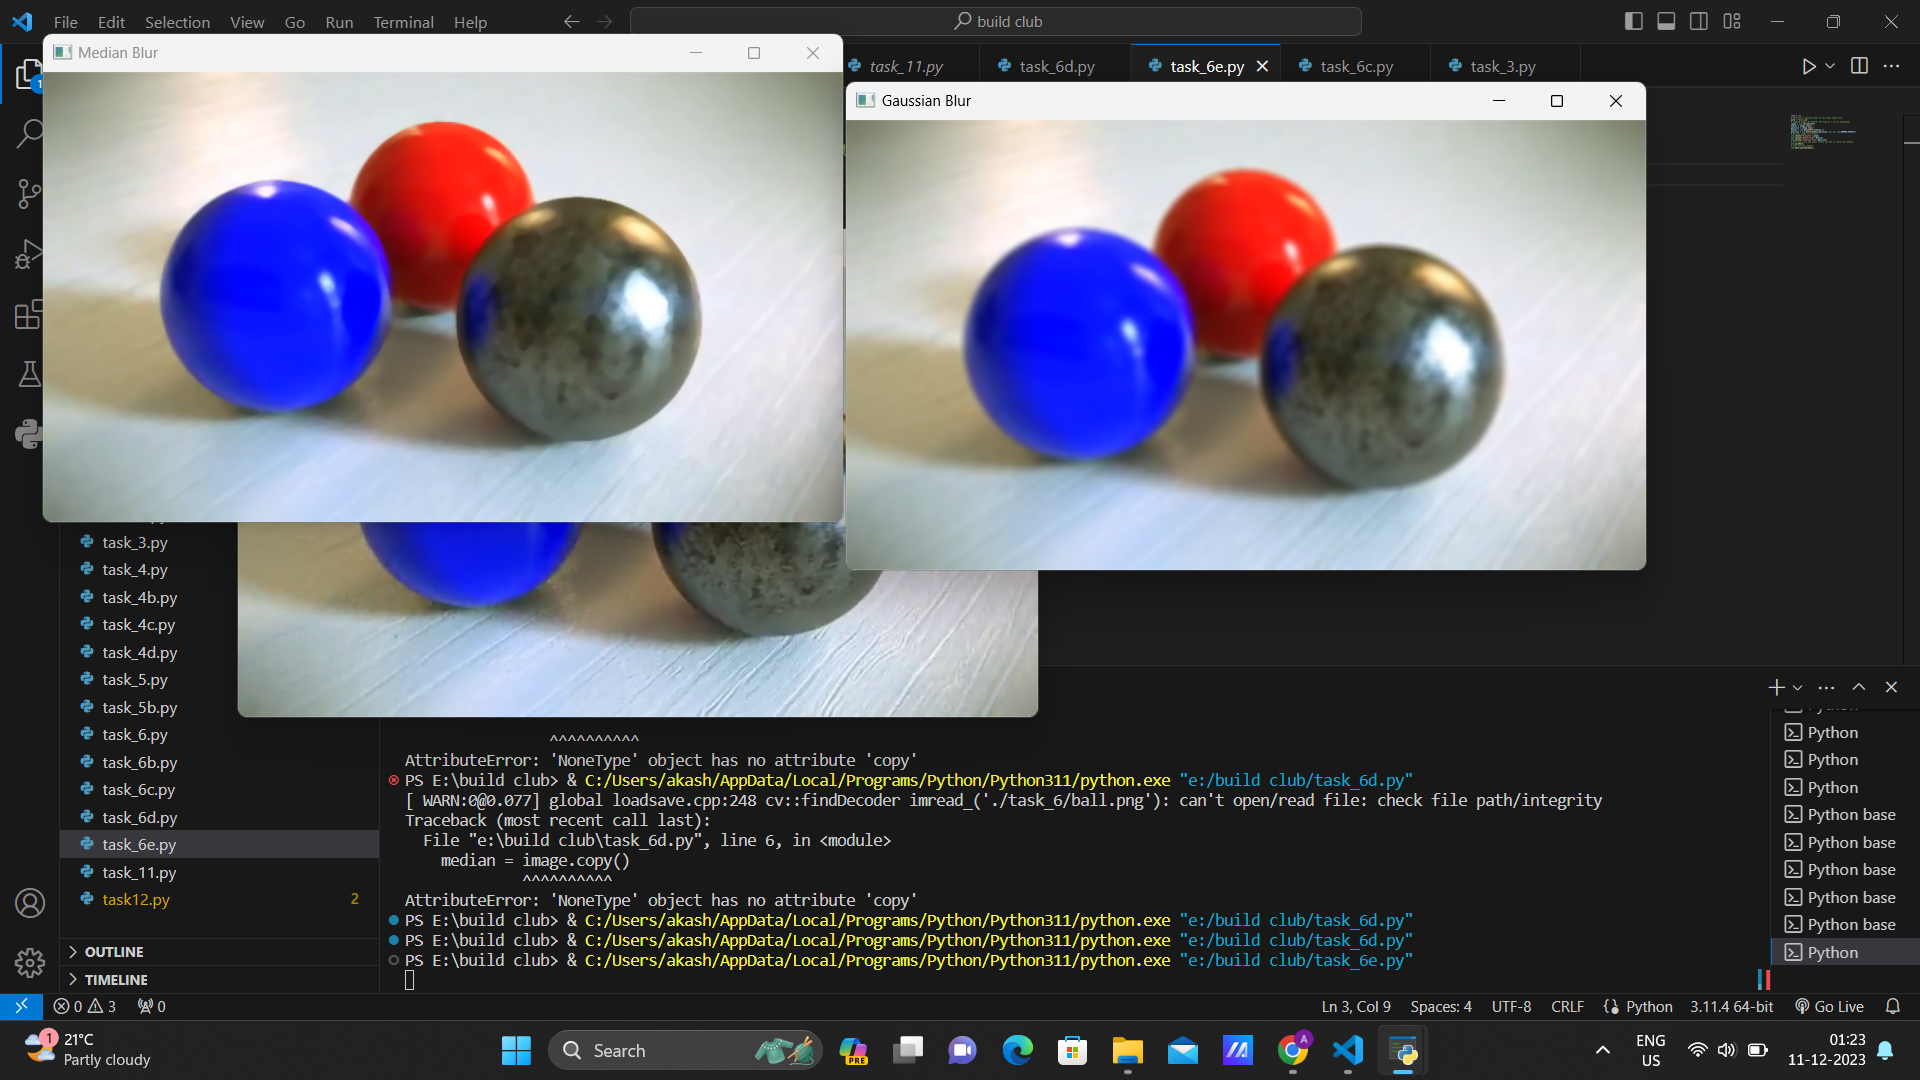 File Edit Selection View Go Run Terminal Help
build club
Median Blur
task_11.py
task_6d.py
task_6e.py
task_6c.py
task_3.py
1
Gaussian Blur
task_3.py
task_4.py
task_4b.py
task_4c.py
task_4d.py
task_5.py
task_5b.py
task_6.py
task_6b.py
task_6c.py
task_6d.py
task_6e.py
task_11.py
task12.py 2
OUTLINE
TIMELINE
^^^^^^^^^^
AttributeError: 'NoneType' object has no attribute 'copy'
PS E:\build club> & C:/Users/akash/AppData/Local/Programs/Python/Python311/python.exe "e:/build club/task_6d.py"
[ WARN:0@0.077] global loadsave.cpp:248 cv::findDecoder imread_('./task_6/ball.png'): can't open/read file: check file path/integrity
Traceback (most recent call last):
File "e:\build club\task_6d.py", line 6, in <module>
median = image.copy()
^^^^^^^^^^
AttributeError: 'NoneType' object has no attribute 'copy'
PS E:\build club> & C:/Users/akash/AppData/Local/Programs/Python/Python311/python.exe "e:/build club/task_6d.py"
PS E:\build club> & C:/Users/akash/AppData/Local/Programs/Python/Python311/python.exe "e:/build club/task_6d.py"
PS E:\build club> & C:/Users/akash/AppData/Local/Programs/Python/Python311/python.exe "e:/build club/task_6e.py"
Python
Python
Python
Python base
Python base
Python base
Python base
Python base
Python
0 3 0
Ln 3, Col 9 Spaces: 4 UTF-8 CRLF Python 3.11.4 64-bit Go Live
1
21°C
Partly cloudy
Search
PRE
A
ENG
US
01:23
11-12-2023